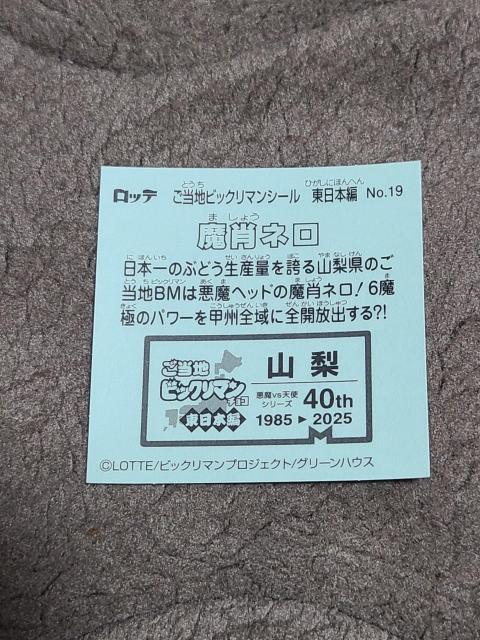 ロッテ ご当地ビックリマンシール 東日本編 No.19
魔肖ネロ
日本一のぶどう生産量を誇る山梨県のご
当地BMは悪魔ヘッドの魔肖ネロ!6魔
極のパワーを甲州全域に全開放出する?!
ご当地
ビックリマン
チョコ
東日本編
山梨
悪魔vs天使
シリーズ
40th
1985▶2025
©LOTTE/ビックリマンプロジェクト/グリーンハウス